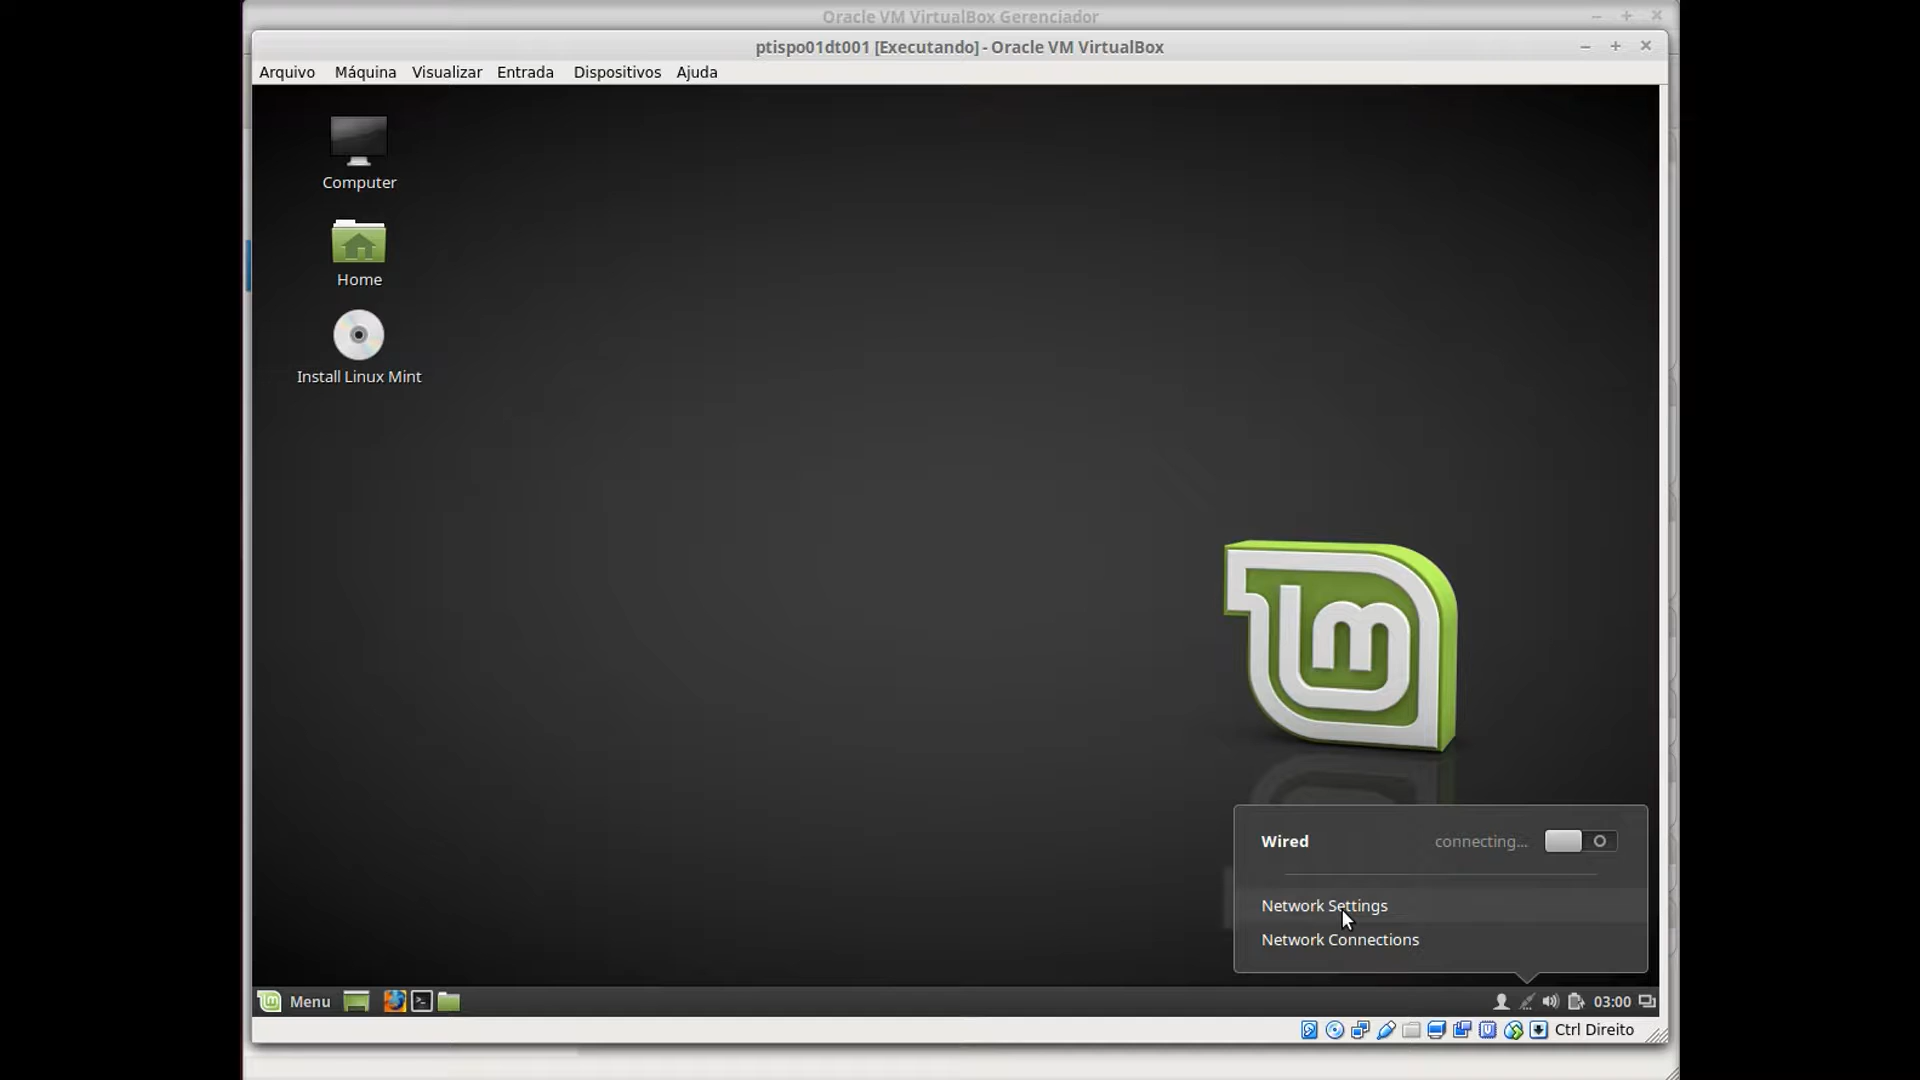 Oracle VM VirtualBox Gerenciador
ptispo01dt001 [Executando] - Oracle VM VirtualBox
Arquivo Máquina Visualizar Entrada Dispositivos Ajuda
Computer
Home
Install Linux Mint
Wired connecting...
Network Settings
Network Connections
Menu 03:00
Ctrl Direito